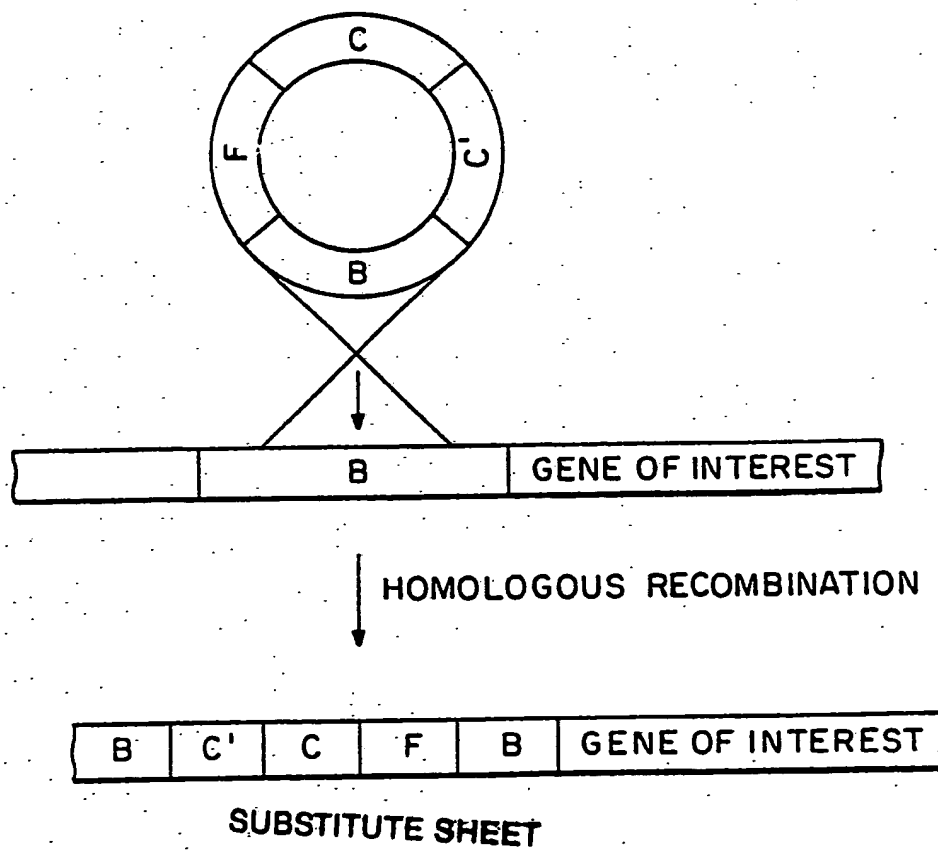 C
F
C'
B
B GENE OF INTEREST
HOMOLOGOUS RECOMBINATION
B C' C F B GENE OF INTEREST
SUBSTITUTE SHEET